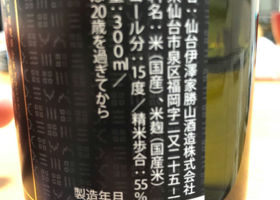 名：仙台伊澤家勝山酒造株式会社
仙台市泉区福岡字二又二十五－
名：米（国産）、米麹（国産米）
コール分：15度／精米歩合：55%
量：300ml／
20歳を過ぎてから
製造年月